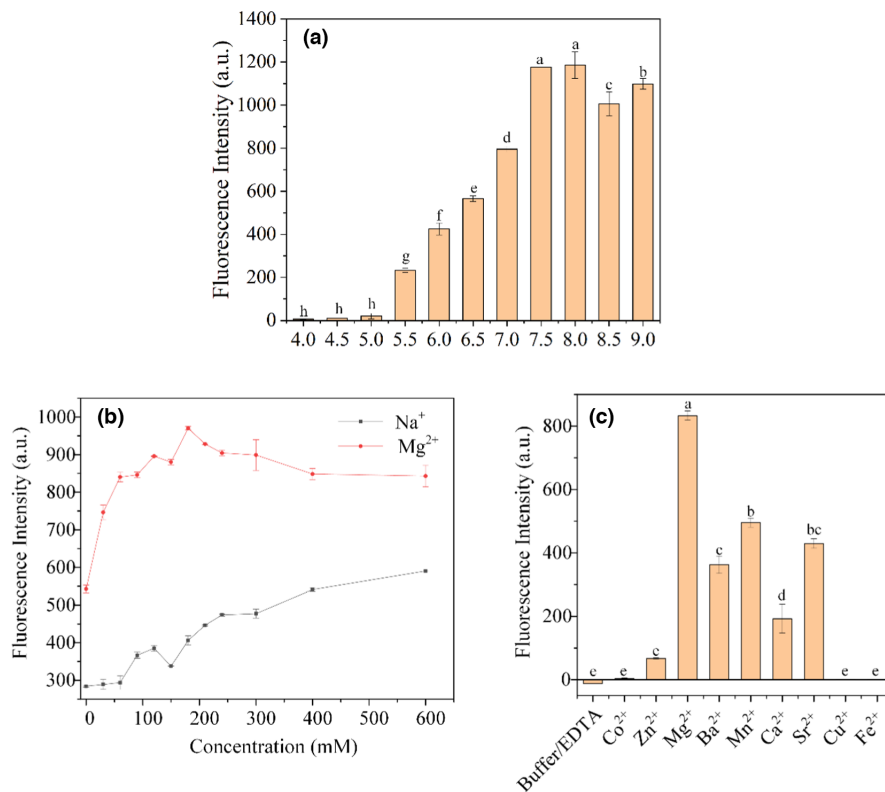 (a)
Fluorescence Intensity (a.u.)
1400
1200
1000
800
600
400
200
0
h h h g f e d a a c b
4.0 4.5 5.0 5.5 6.0 6.5 7.0 7.5 8.0 8.5 9.0
(b)
Na⁺
Mg²⁺
Fluorescence Intensity (a.u.)
1000
900
800
700
600
500
400
300
0 100 200 300 400 500 600
Concentration (mM)
(c)
Fluorescence Intensity (a.u.)
800
600
400
200
0
e e c a c b d bc e e
Buffer/EDTA Co²⁺ Zn²⁺ Mg²⁺ Ba²⁺ Mn²⁺ Ca²⁺ Sr²⁺ Cu²⁺ Fe²⁺